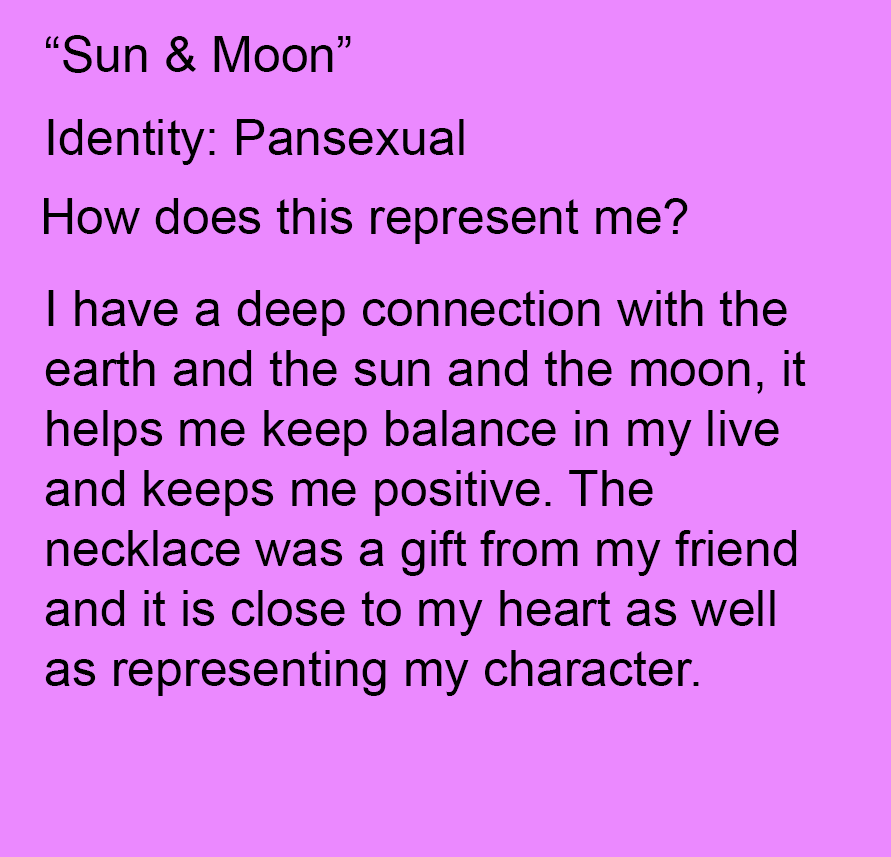 “Sun & Moon”
Identity: Pansexual
How does this represent me?
I have a deep connection with the
earth and the sun and the moon, it
helps me keep balance in my live
and keeps me positive. The
necklace was a gift from my friend
and it is close to my heart as well
as representing my character.